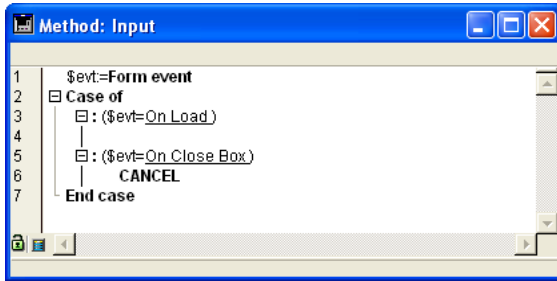 Method: Input
1 $evt:=Form event
2 Case of
3 : ($evt=On Load)
4
5 : ($evt=On Close Box)
6 CANCEL
7 End case